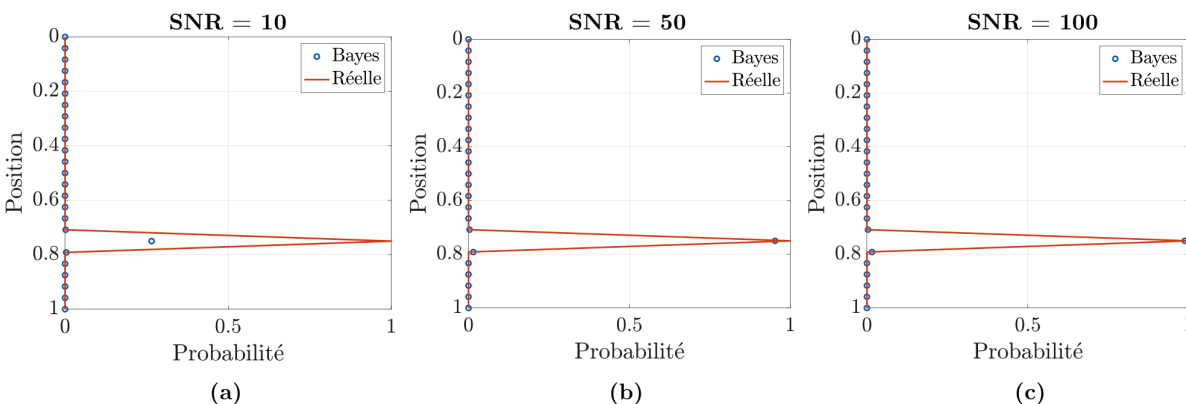 SNR = 10
Bayes
Réelle
0
0.2
0.4
0.6
0.8
1
Position
0
0.5
1
Probabilité
(a)
SNR = 50
Bayes
Réelle
0
0.2
0.4
0.6
0.8
1
Position
0
0.5
1
Probabilité
(b)
SNR = 100
Bayes
Réelle
0
0.2
0.4
0.6
0.8
1
Position
0
0.5
1
Probabilité
(c)